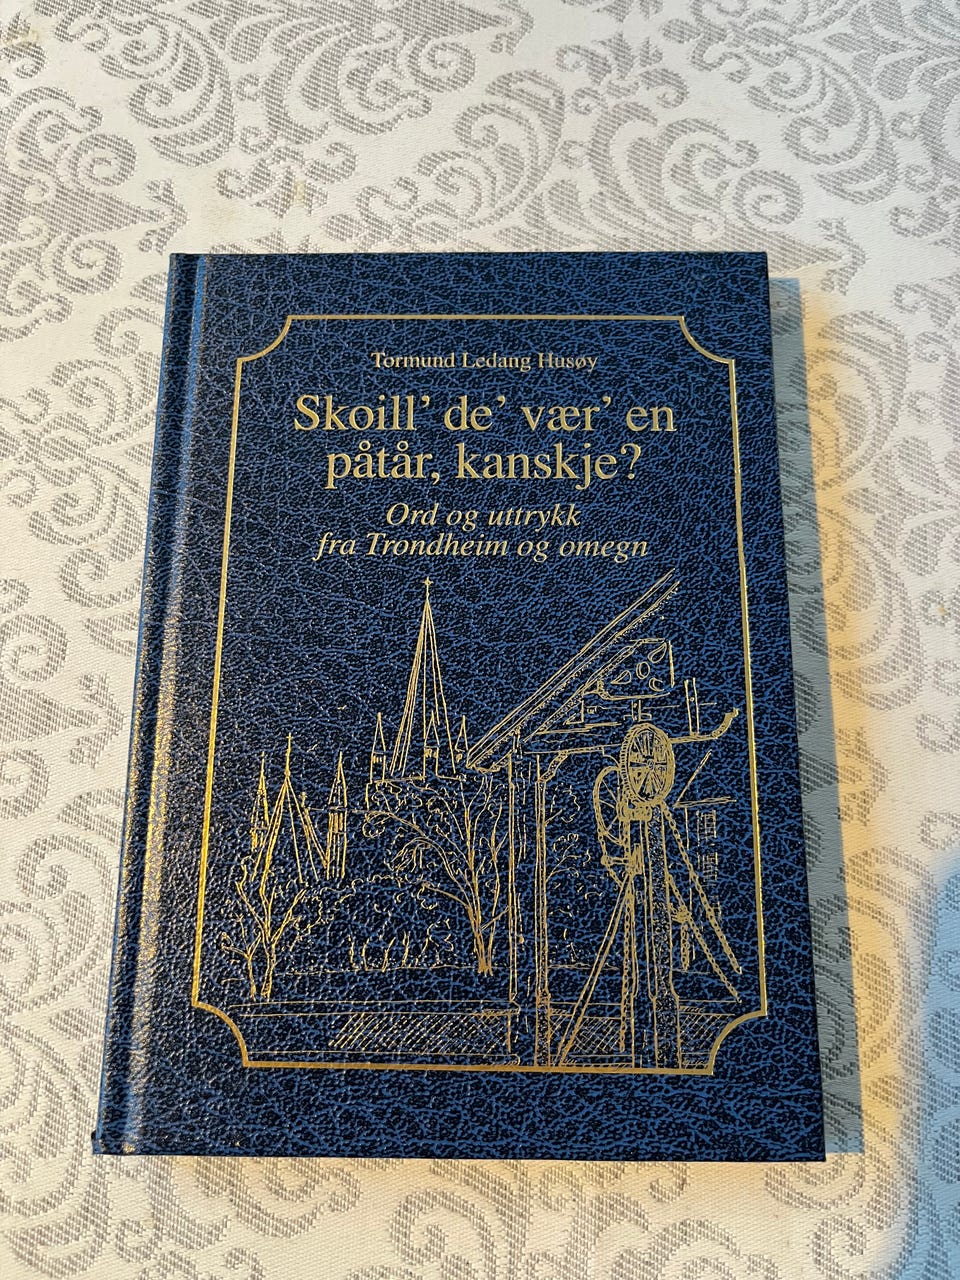 Tormund Ledang Husøy
Skoill’ de’ vær’ en
påtår, kanskje?
Ord og uttrykk
fra Trondheim og omegn